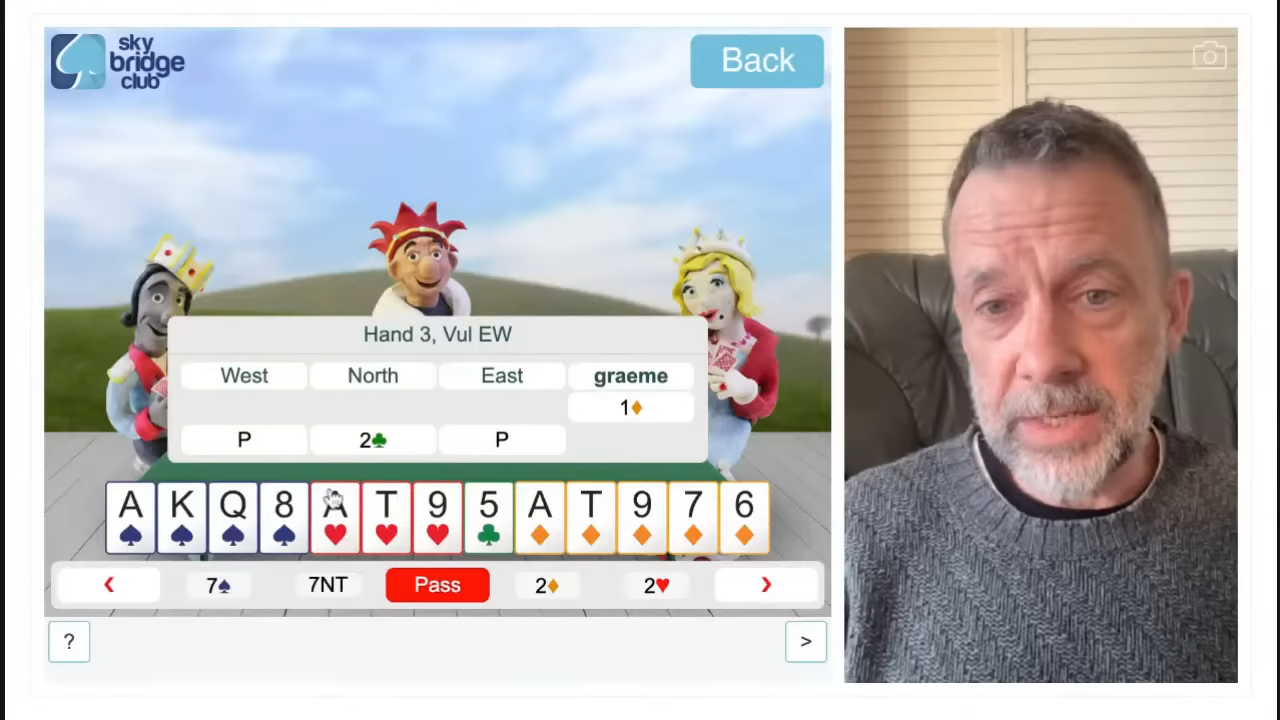 sky
bridge
club
Back
Hand 3, Vul EW
West North East graeme
1♦
P 2♣ P
A K Q 8 A T 9 5 A T 9 7 6
♠ ♠ ♠ ♠ ♥ ♥ ♥ ♣ ♦ ♦ ♦ ♦ ♦
< 7♠ 7NT Pass 2♦ 2♥ >
? >